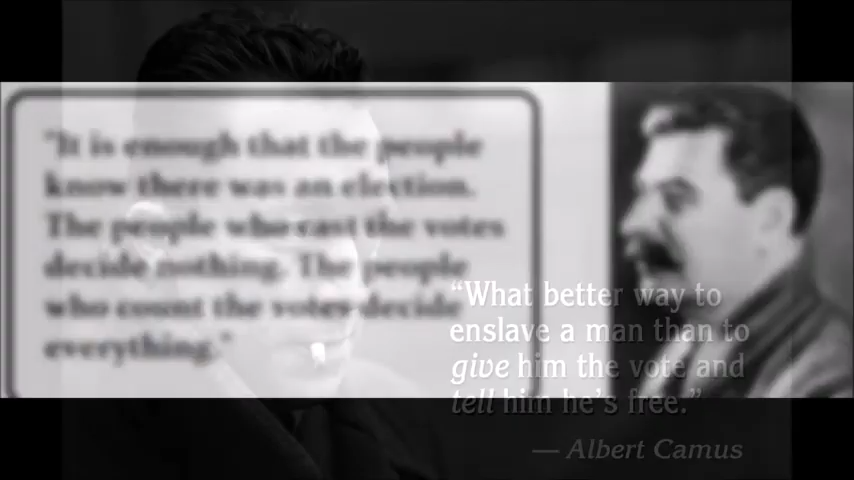 "It is enough that the people
know there was an election.
The people who cast the votes
decide nothing. The people
who count the votes decide
everything."
“What better way to
enslave a man than to
give him the vote and
tell him he’s free.”
— Albert Camus